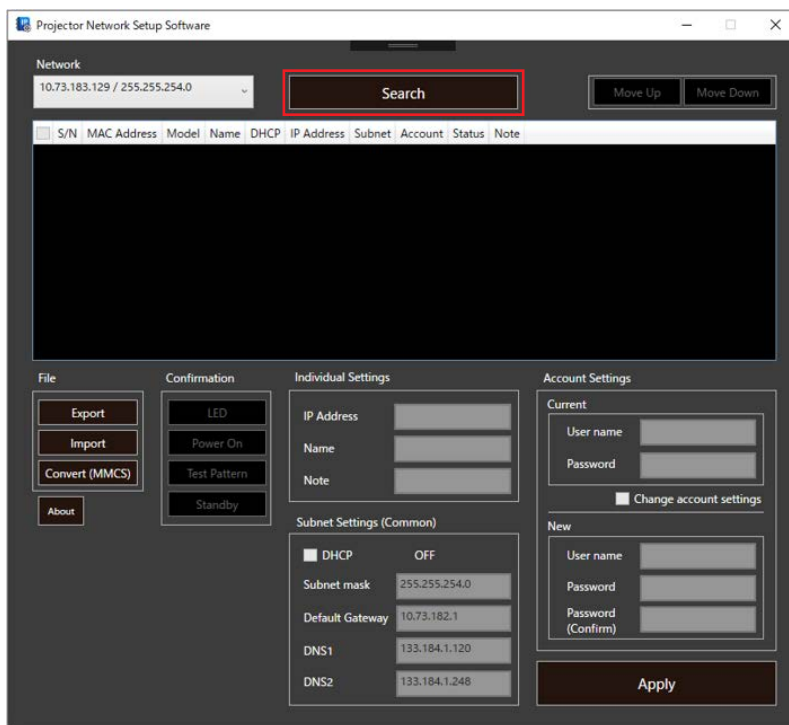 Projector Network Setup Software
Network
10.73.183.129 / 255.255.254.0
Search
Move Up Move Down
S/N MAC Address Model Name DHCP IP Address Subnet Account Status Note
File
Export
Import
Convert (MMCS)
About
Confirmation
LED
Power On
Test Pattern
Standby
Individual Settings
IP Address
Name
Note
Subnet Settings (Common)
DHCP OFF
Subnet mask 255.255.254.0
Default Gateway 10.73.182.1
DNS1 133.184.1.120
DNS2 133.184.1.248
Account Settings
Current
User name
Password
Change account settings
New
User name
Password
Password
(Confirm)
Apply